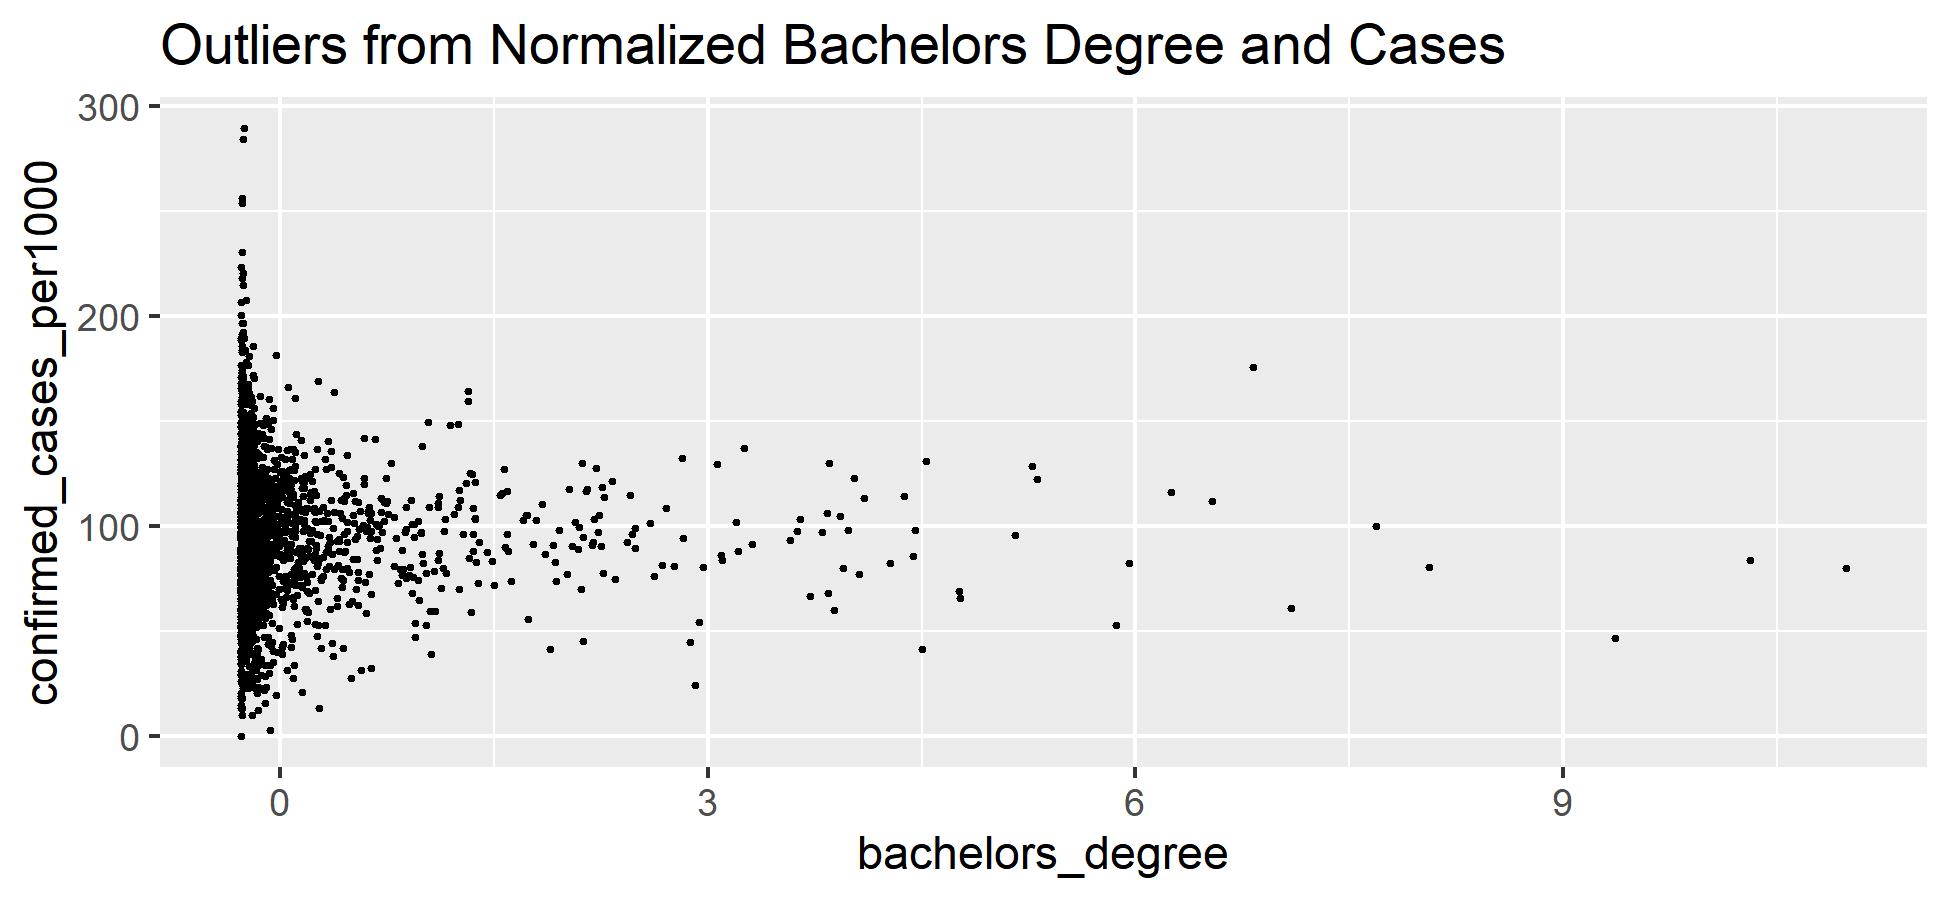 Outliers from Normalized Bachelors Degree and Cases
confirmed_cases_per1000
300
200
100
0
0 3 6 9
bachelors_degree